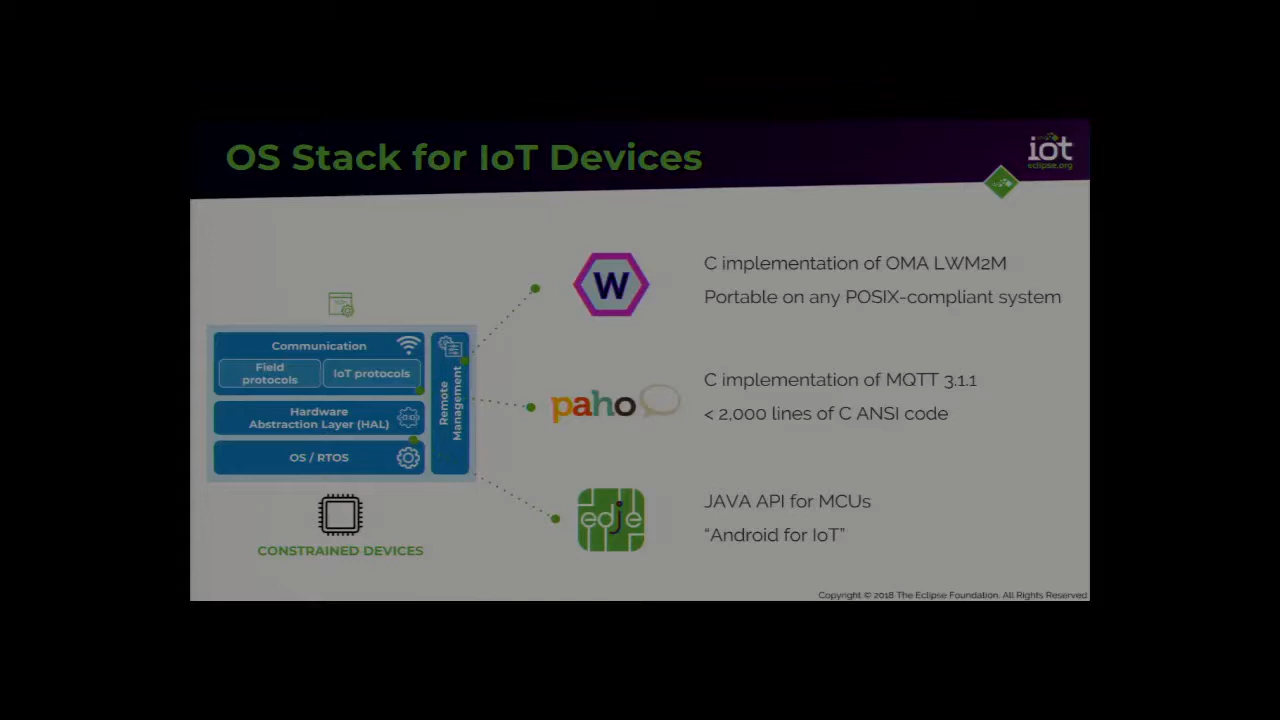 OS Stack for IoT Devices
iot
eclipse.org
W
C implementation of OMA LWM2M
Portable on any POSIX-compliant system
Communication
Field
protocols
IoT protocols
Hardware
Abstraction Layer (HAL)
OS / RTOS
Remote
Management
CONSTRAINED DEVICES
paho
C implementation of MQTT 3.1.1
< 2,000 lines of C ANSI code
edje
JAVA API for MCUs
“Android for IoT”
Copyright © 2018 The Eclipse Foundation. All Rights Reserved